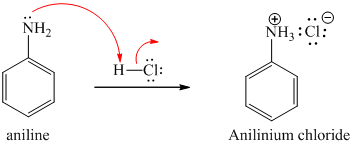 NH₂
H—Cl:
⊕
NH₃ :Cl: ⊖
aniline
Anilinium chloride